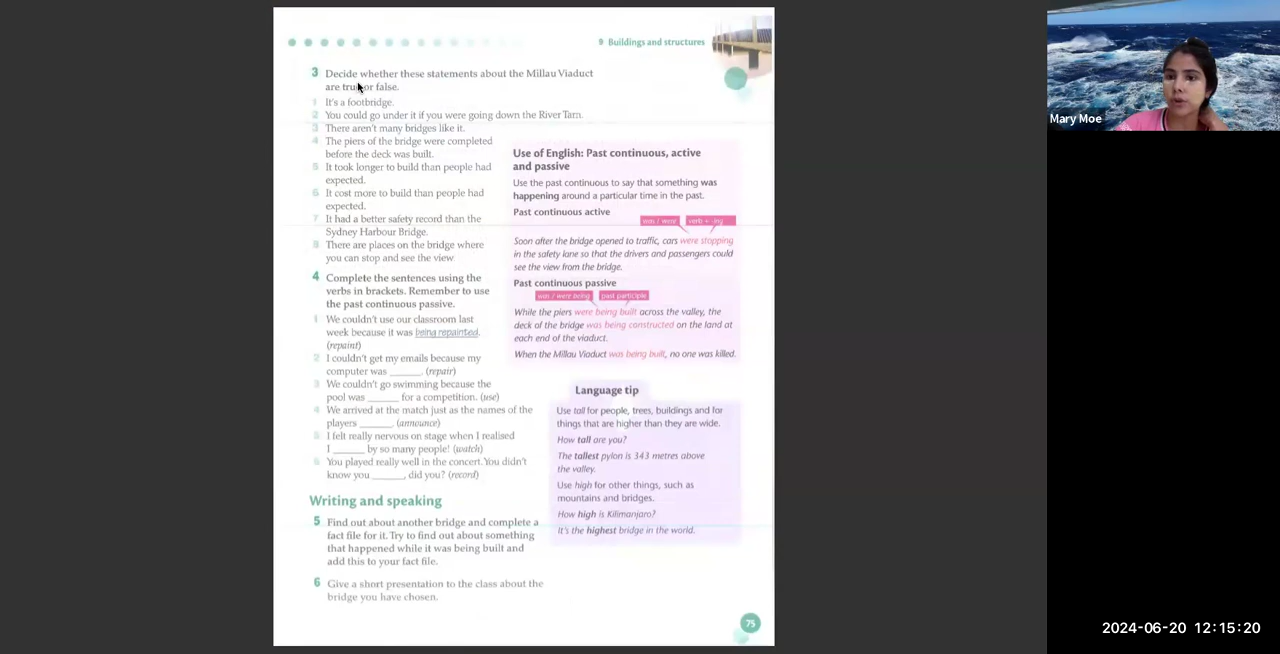 9 Buildings and structures
3 Decide whether these statements about the Millau Viaduct
are true or false.
1 It's a footbridge.
2 You could go under it if you were going down the River Tarn.
3 There aren't many bridges like it.
4 The piers of the bridge were completed
before the deck was built.
5 It took longer to build than people had
expected.
6 It cost more to build than people had
expected.
7 It had a better safety record than the
Sydney Harbour Bridge.
8 There are places on the bridge where
you can stop and see the view.
4 Complete the sentences using the
verbs in brackets. Remember to use
the past continuous passive.
1 We couldn't use our classroom last
week because it was being repainted.
(repaint)
2 I couldn't get my emails because my
computer was ______. (repair)
3 We couldn't go swimming because the
pool was ______ for a competition. (use)
4 We arrived at the match just as the names of the
players ______. (announce)
5 I felt really nervous on stage when I realised
I ______ by so many people! (watch)
6 You played really well in the concert. You didn't
know you ______, did you? (record)
Writing and speaking
5 Find out about another bridge and complete a
fact file for it. Try to find out about something
that happened while it was being built and
add this to your fact file.
6 Give a short presentation to the class about the
bridge you have chosen.
Use of English: Past continuous, active
and passive
Use the past continuous to say that something was
happening around a particular time in the past.
Past continuous active
was / were verb + -ing
Soon after the bridge opened to traffic, cars were stopping
in the safety lane so that the drivers and passengers could
see the view from the bridge.
Past continuous passive
was / were being past participle
While the piers were being built across the valley, the
deck of the bridge was being constructed on the land at
each end of the viaduct.
When the Millau Viaduct was being built, no one was killed.
Language tip
Use tall for people, trees, buildings and for
things that are higher than they are wide.
How tall are you?
The tallest pylon is 343 metres above
the valley.
Use high for other things, such as
mountains and bridges.
How high is Kilimanjaro?
It's the highest bridge in the world.
75
Mary Moe
2024-06-20 12:15:20